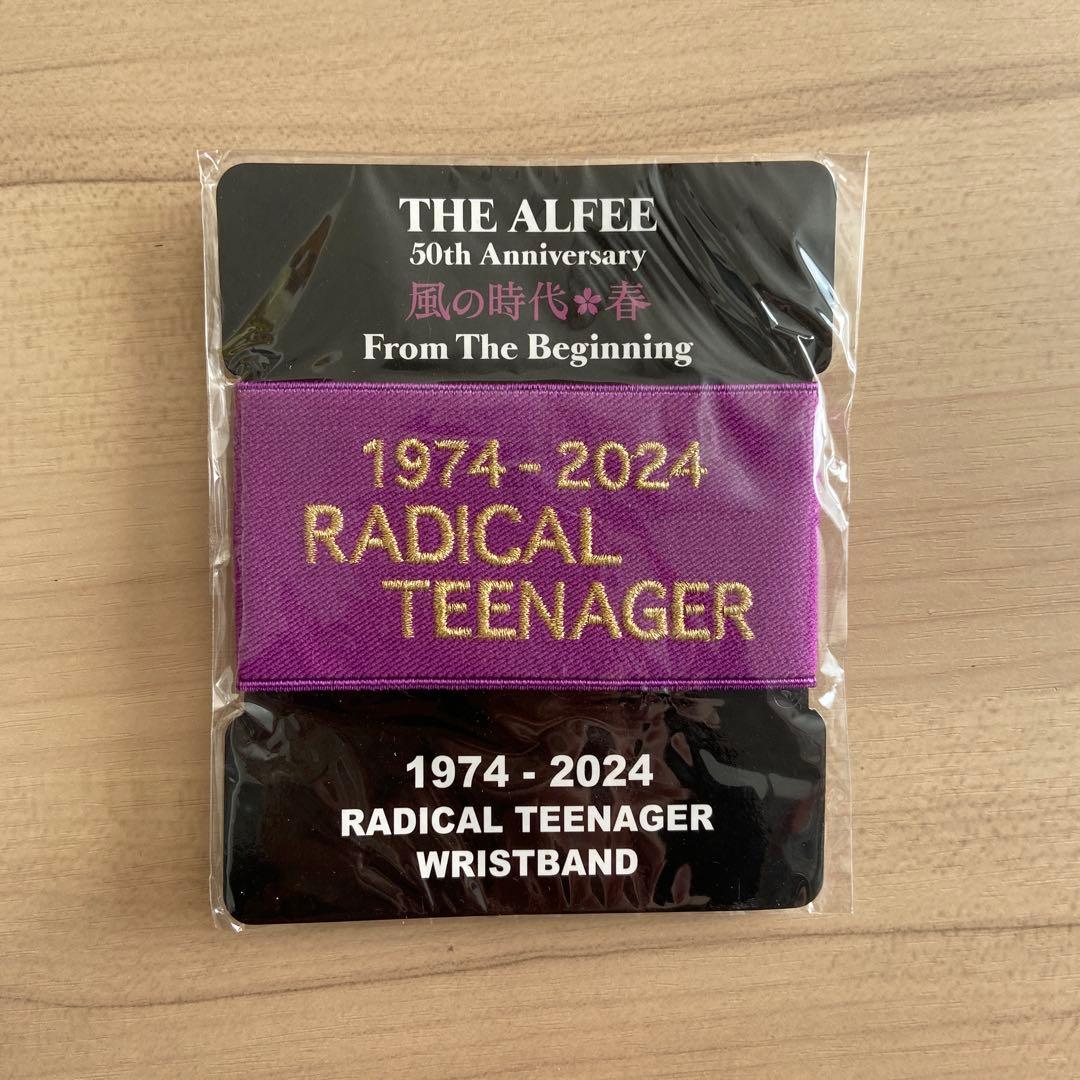 THE ALFEE
50th Anniversary
風の時代✿春
From The Beginning
1974-2024
RADICAL
TEENAGER
1974 - 2024
RADICAL TEENAGER
WRISTBAND